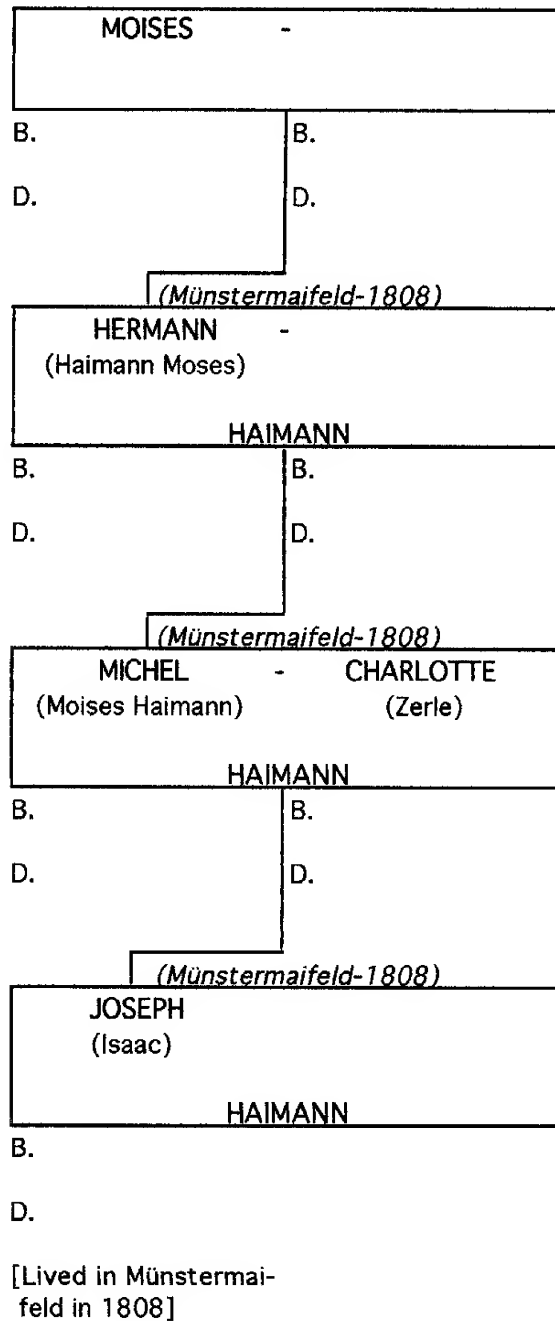 MOISES -
B. B.
D. D.
(Münstermaifeld-1808)
HERMANN -
(Haimann Moses)
HAIMANN
B. B.
D. D.
(Münstermaifeld-1808)
MICHEL - CHARLOTTE
(Moises Haimann) (Zerle)
HAIMANN
B. B.
D. D.
(Münstermaifeld-1808)
JOSEPH
(Isaac)
HAIMANN
B.
D.
[Lived in Münstermai-
feld in 1808]